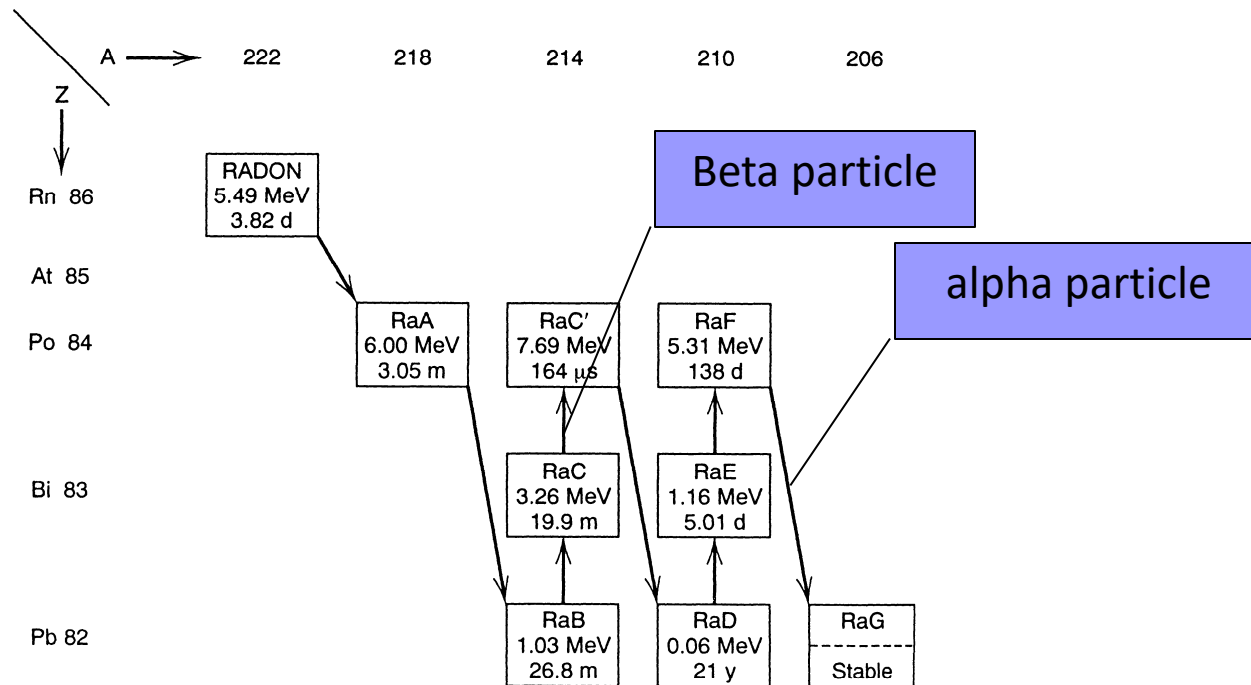 A 222 218 214 210 206
Z
Beta particle
RADON
Rn 86 5.49 MeV
3.82 d
alpha particle
At 85
RaA RaC′ RaF
Po 84 6.00 MeV 7.69 MeV 5.31 MeV
3.05 m 164 μs 138 d
RaC RaE
Bi 83 3.26 MeV 1.16 MeV
19.9 m 5.01 d
RaB RaD RaG
Pb 82 1.03 MeV 0.06 MeV
26.8 m 21 y Stable